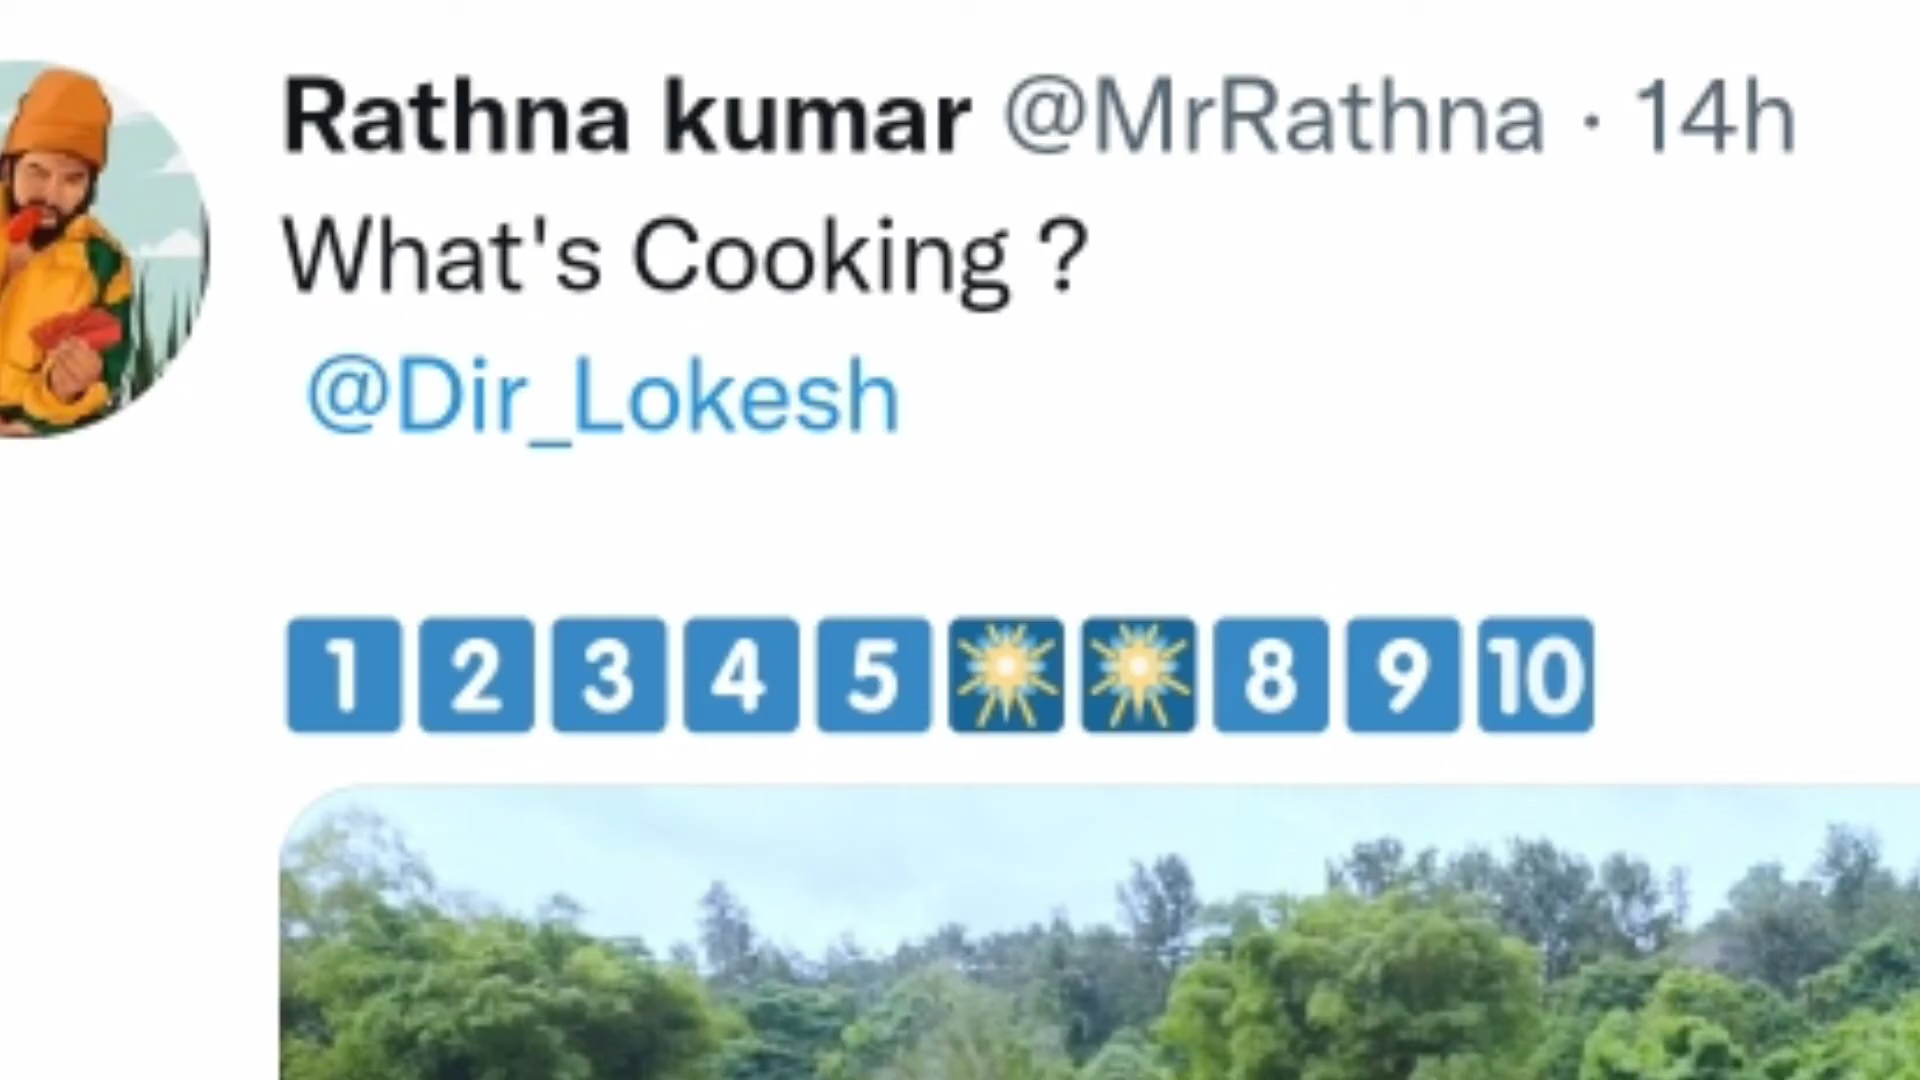 Rathna kumar @MrRathna · 14h
What's Cooking ?
@Dir_Lokesh
1 2 3 4 5 8 9 10